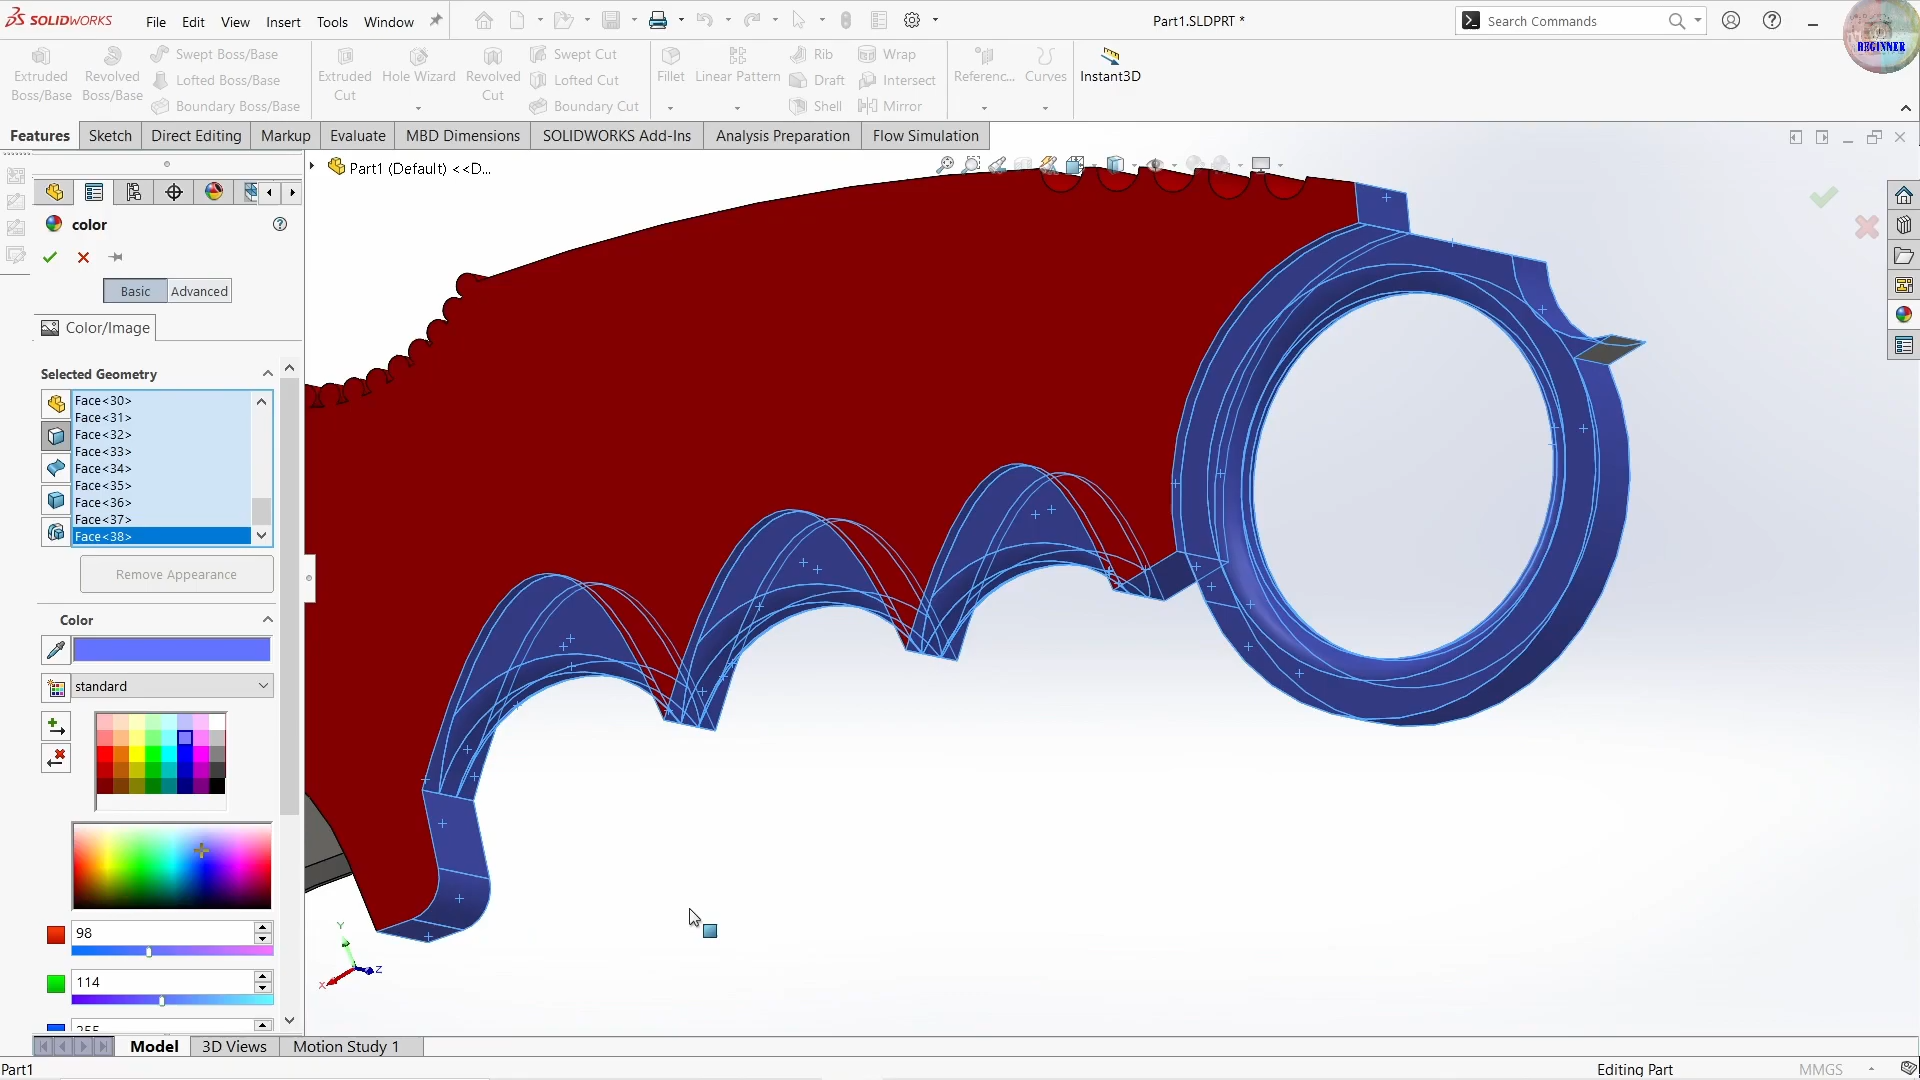 SOLIDWORKS File Edit View Insert Tools Window Part1.SLDPRT * Search Commands
BEGINNER
Extruded Boss/Base
Revolved Boss/Base
Swept Boss/Base
Lofted Boss/Base
Boundary Boss/Base
Extruded Cut
Hole Wizard
Revolved Cut
Swept Cut
Lofted Cut
Boundary Cut
Fillet
Linear Pattern
Rib
Draft
Shell
Wrap
Intersect
Mirror
Referenc...
Curves
Instant3D
Features Sketch Direct Editing Markup Evaluate MBD Dimensions SOLIDWORKS Add-Ins Analysis Preparation Flow Simulation
Part1 (Default) <<D...
color
Basic Advanced
Color/Image
Selected Geometry
Face<30>
Face<31>
Face<32>
Face<33>
Face<34>
Face<35>
Face<36>
Face<37>
Face<38>
Remove Appearance
Color
standard
98
114
255
Y
Z
X
Model 3D Views Motion Study 1
Part1 Editing Part MMGS